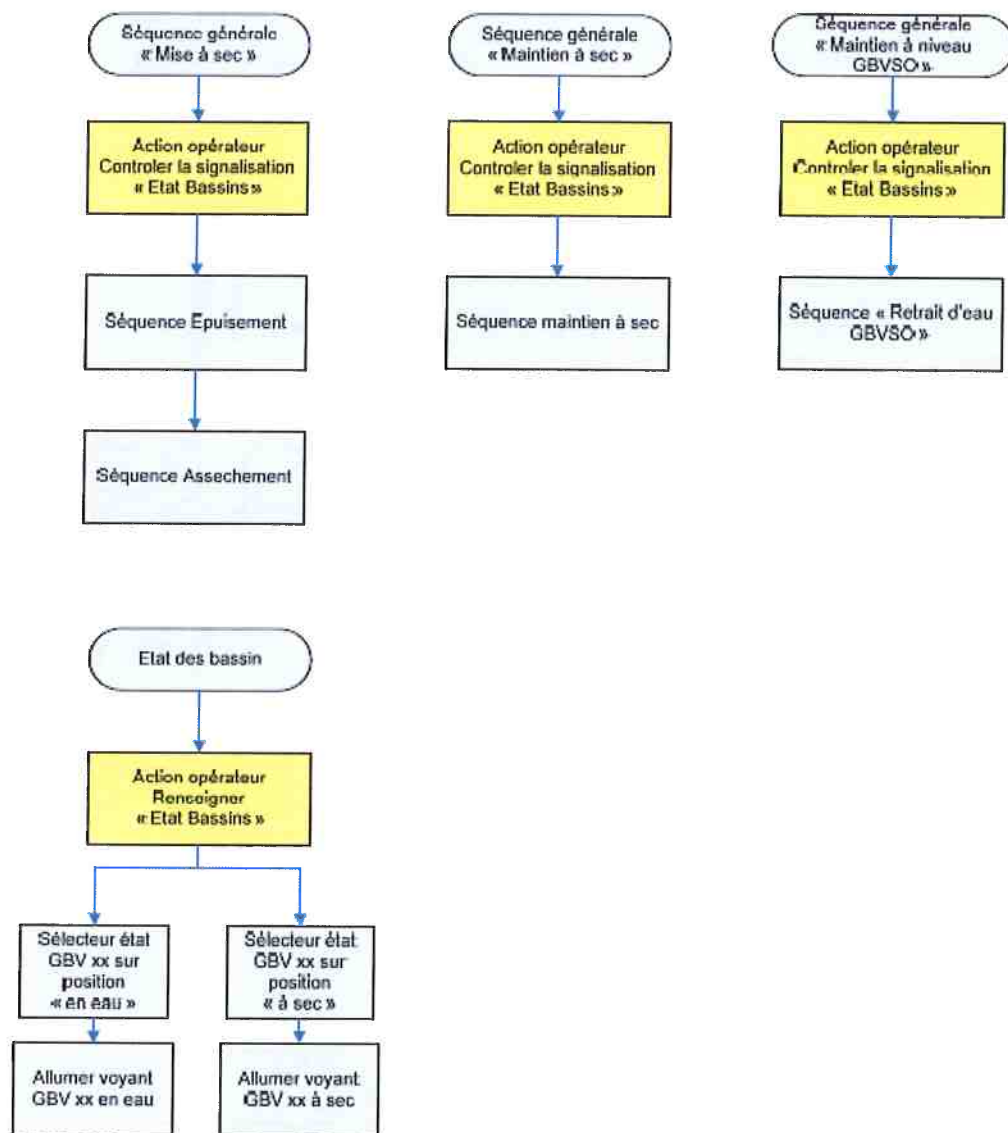 Séquence générale
« Mise à sec »
Action opérateur
Controler la signalisation
« Etat Bassins »
Séquence Epuisement
Séquence Assechement
Séquence générale
« Maintien à sec »
Action opérateur
Controler la signalisation
« Etat Bassins »
Séquence maintien à sec
Séquence générale
« Maintien à niveau
GBVSO »
Action opérateur
Controler la signalisation
« Etat Bassins »
Séquence « Retrait d'eau
GBVSO »
Etat des bassin
Action opérateur
Renseigner
« Etat Bassins »
Sélecteur état
GBV xx sur
position
« en eau »
Allumer voyant
GBV xx en eau
Sélecteur état
GBV xx sur
position
« à sec »
Allumer voyant
GBV xx à sec